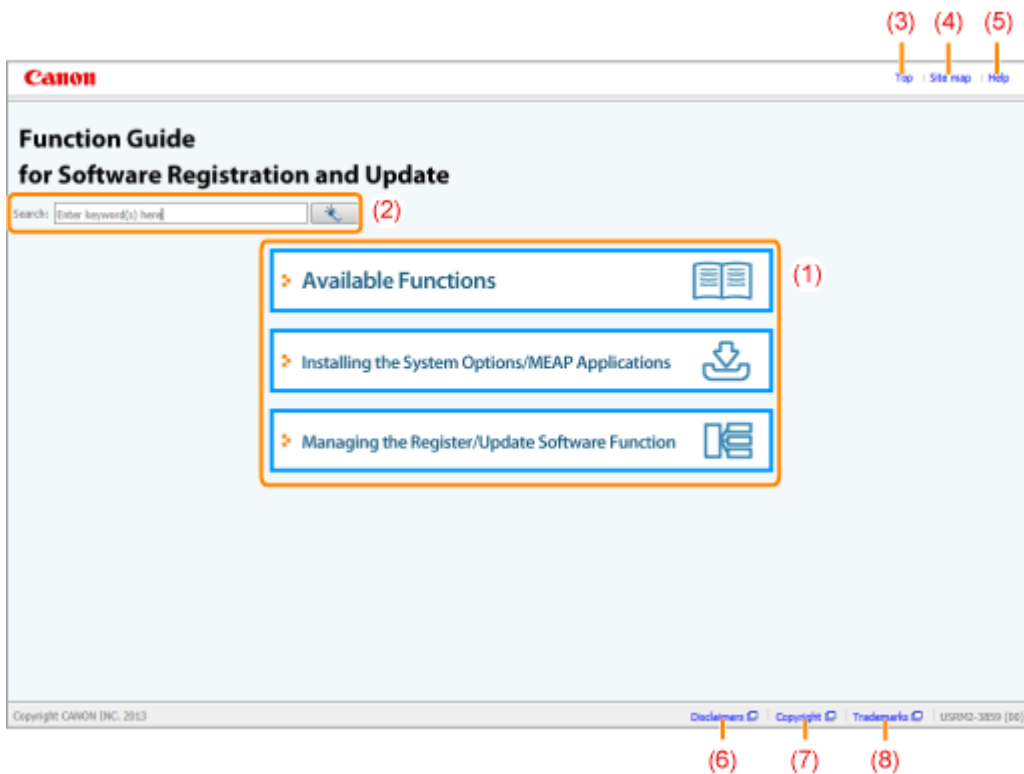 (3) (4) (5)
Canon
Top Site map Help
Function Guide
for Software Registration and Update
Search: Enter keyword(s) here (2)
Available Functions (1)
Installing the System Options/MEAP Applications
Managing the Register/Update Software Function
Copyright CANON INC. 2013
Disclaimers Copyright Trademarks USRM2-3859 (00)
(6) (7) (8)